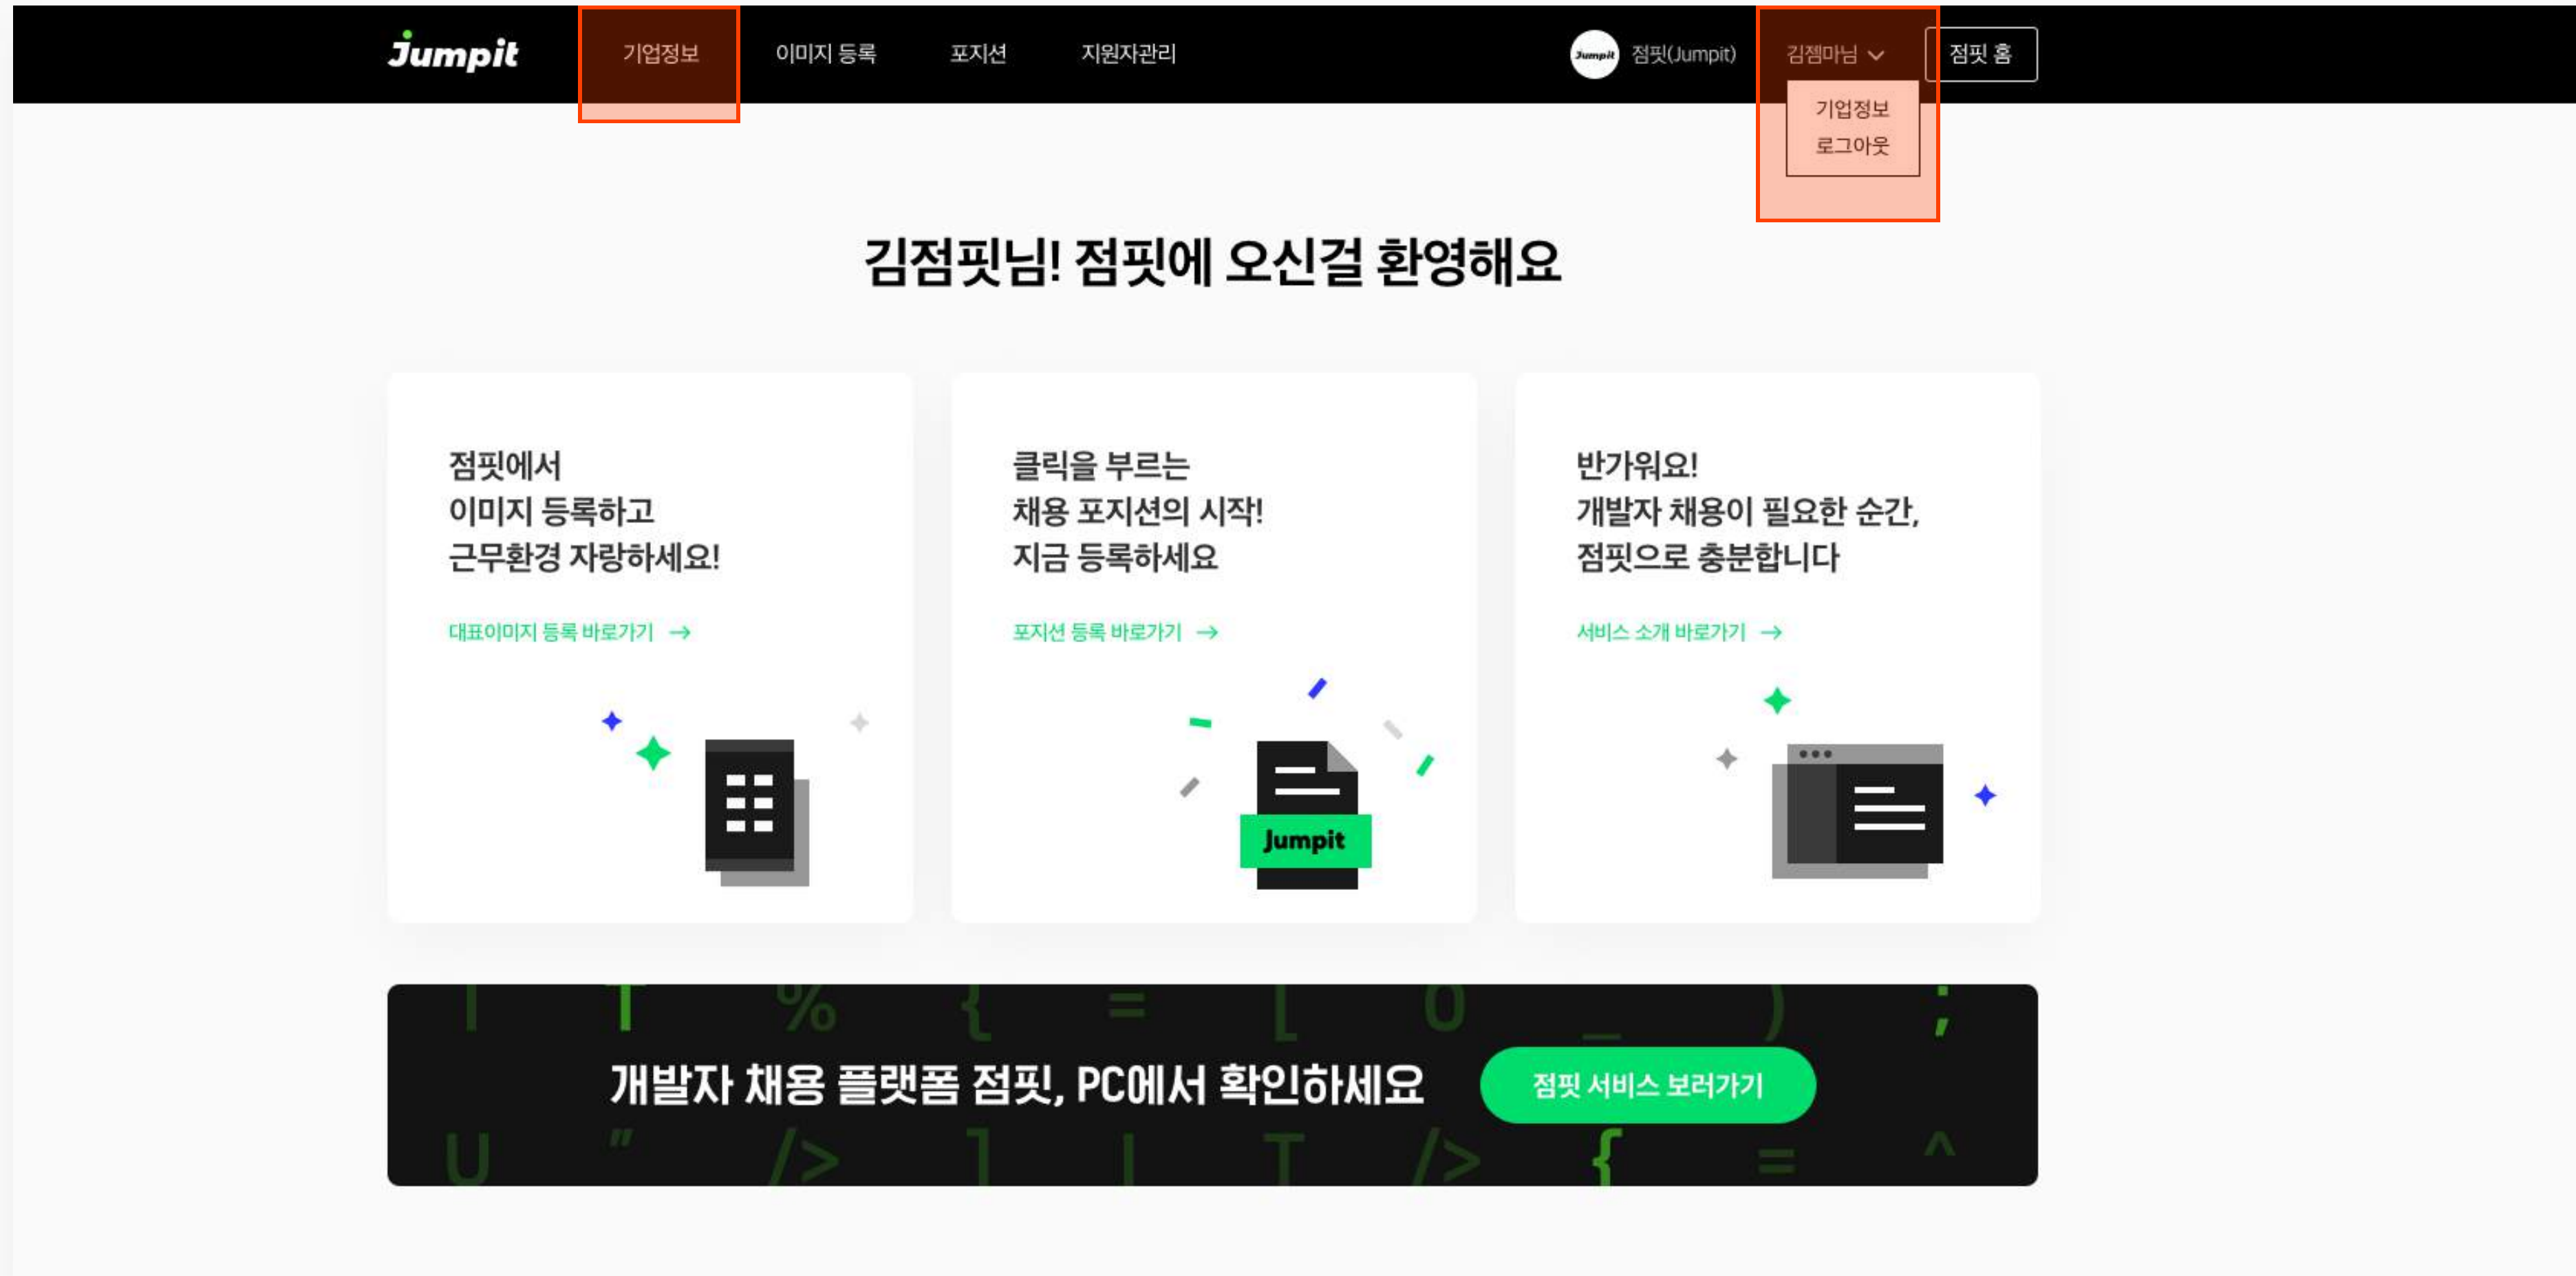 Jumpit
기업정보
이미지 등록
포지션
지원자관리
Jumpit
점핏(Jumpit)
김젬마님
점핏 홈
기업정보
로그아웃
김점핏님! 점핏에 오신걸 환영해요
점핏에서
이미지 등록하고
근무환경 자랑하세요!
대표이미지 등록 바로가기 →
클릭을 부르는
채용 포지션의 시작!
지금 등록하세요
포지션 등록 바로가기 →
Jumpit
반가워요!
개발자 채용이 필요한 순간,
점핏으로 충분합니다
서비스 소개 바로가기 →
T % { = [ 0 _ ) ;
개발자 채용 플랫폼 점핏, PC에서 확인하세요
점핏 서비스 보러가기
U " /> ] | T /> { = ^